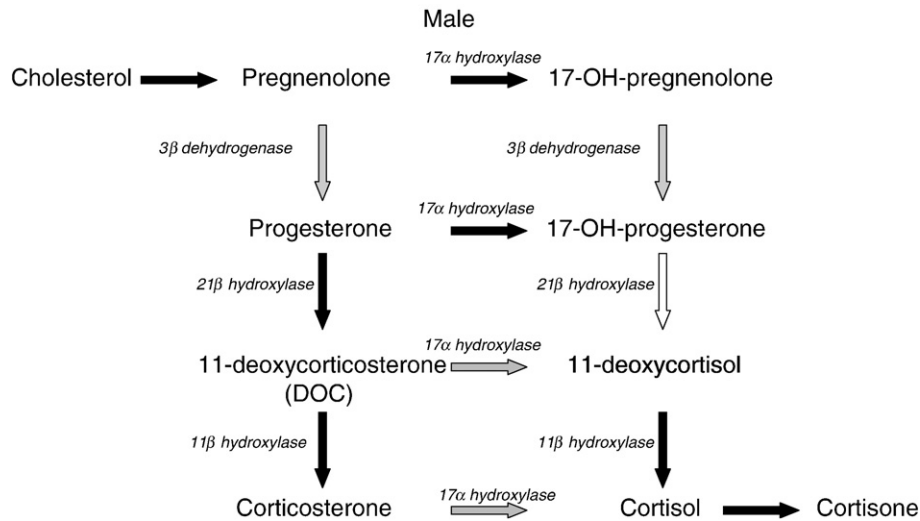 Male
17α hydroxylase
Cholesterol Pregnenolone 17-OH-pregnenolone
3β dehydrogenase 3β dehydrogenase
17α hydroxylase
Progesterone 17-OH-progesterone
21β hydroxylase 21β hydroxylase
17α hydroxylase
11-deoxycorticosterone 11-deoxycortisol
(DOC)
11β hydroxylase 11β hydroxylase
17α hydroxylase
Corticosterone Cortisol Cortisone